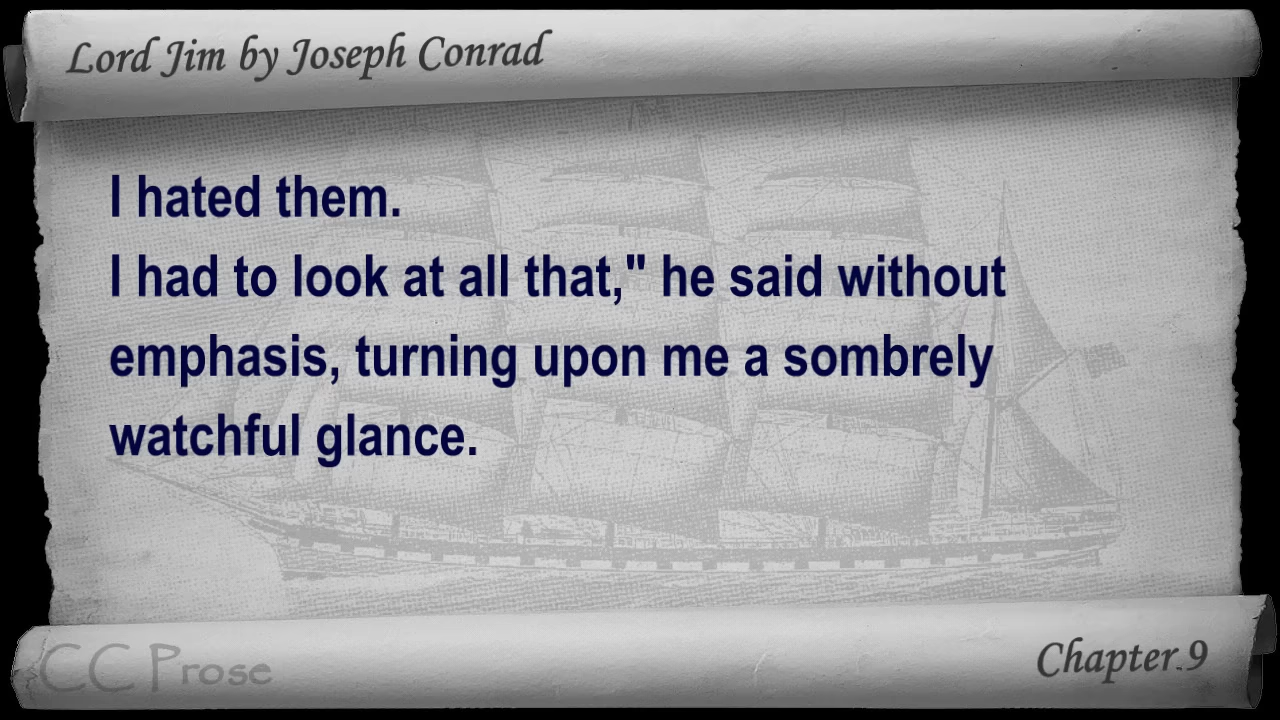 Lord Jim by Joseph Conrad
I hated them.
I had to look at all that," he said without
emphasis, turning upon me a sombrely
watchful glance.
CC Prose
Chapter 9